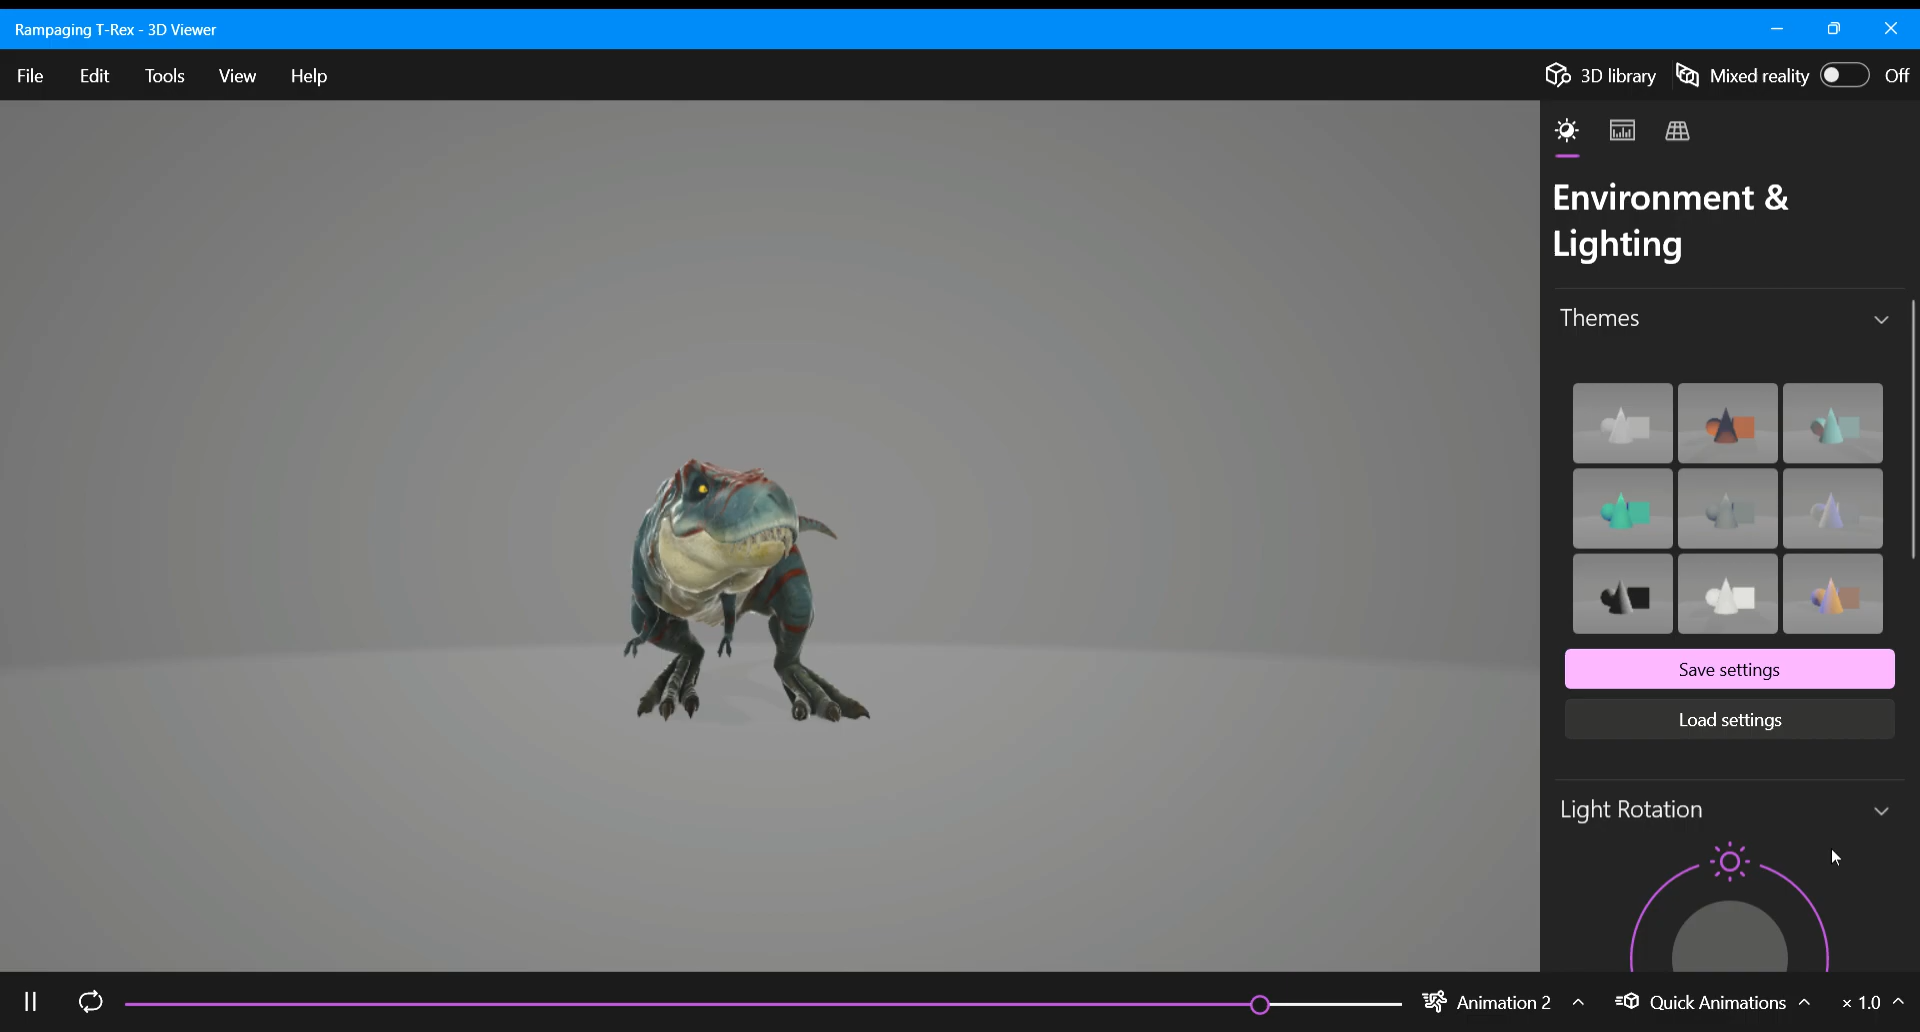 Rampaging T-Rex - 3D Viewer
File Edit Tools View Help
3D library Mixed reality Off
Environment &
Lighting
Themes
Save settings
Load settings
Light Rotation
Animation 2 Quick Animations × 1.0